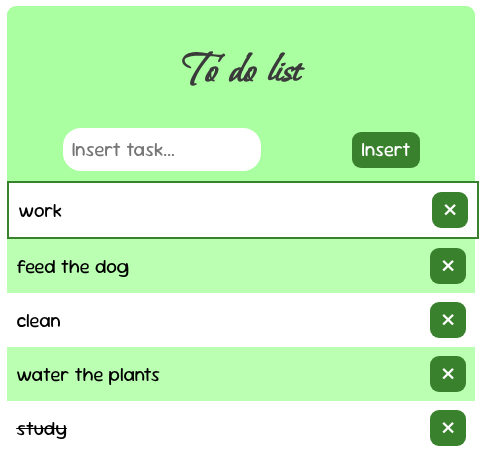 To do list
Insert task... Insert
work ×
feed the dog ×
clean ×
water the plants ×
study ×